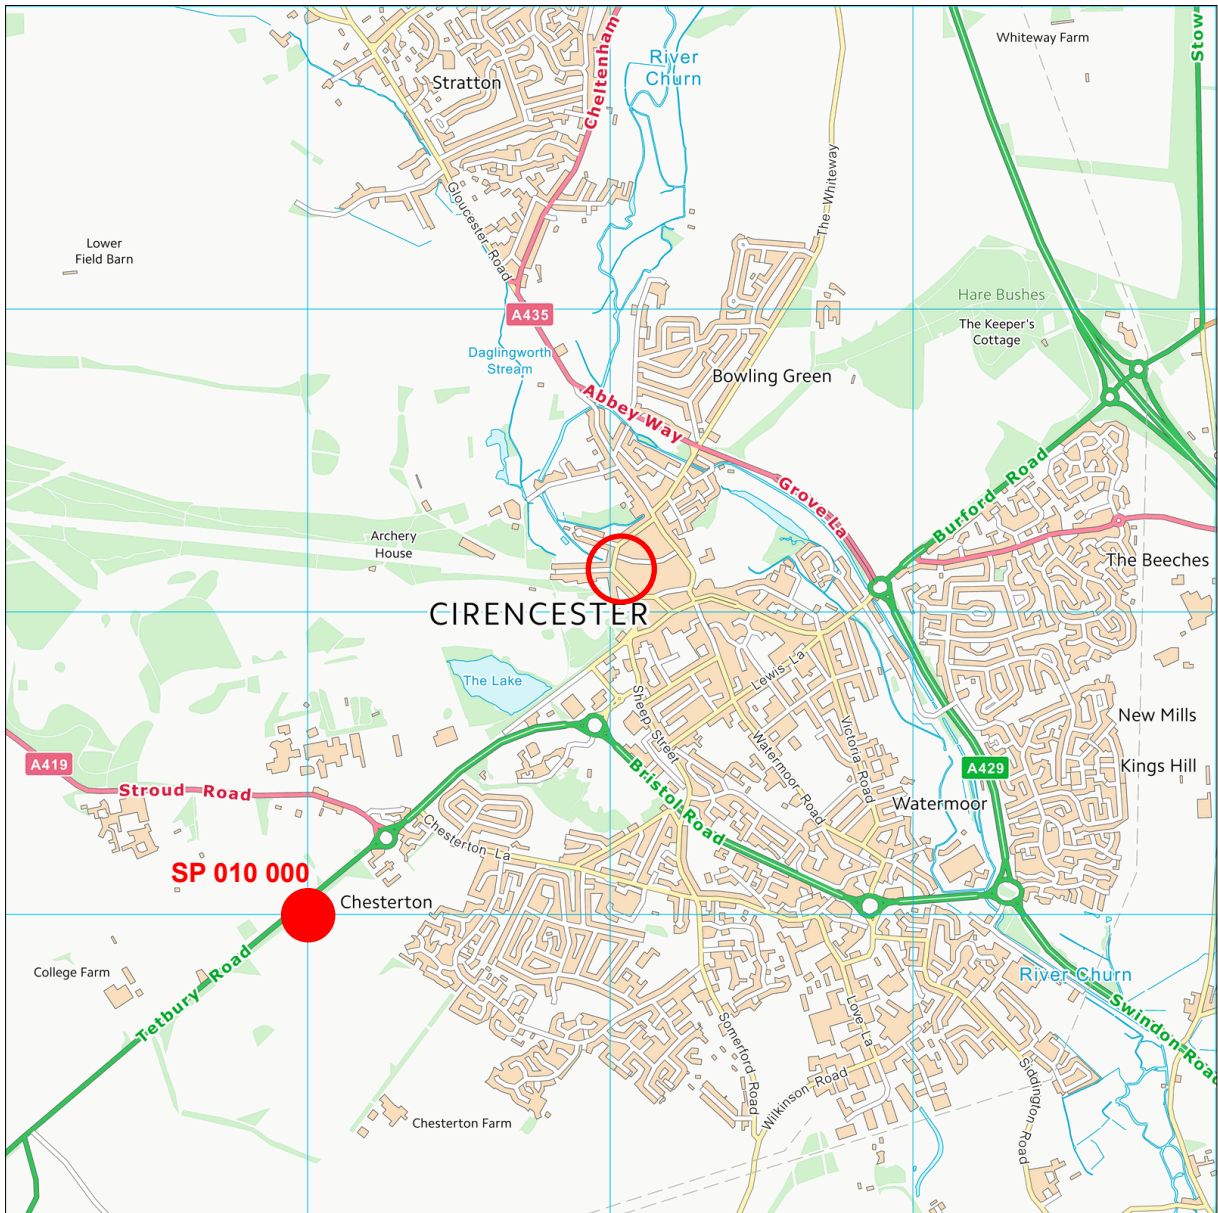 Whiteway Farm
Stow
Cheltenham
River
Churn
Stratton
The Whiteway
Gloucester Road
Lower
Field Barn
Hare Bushes
A435
The Keeper's
Cottage
Daglingworth
Stream
Bowling Green
Abbey Way
Grove La
Burford Road
Archery
House
The Beeches
CIRENCESTER
Lewis La
The Lake
Sheep Street
New Mills
Victoria Road
Watermoor Road
A419
Bristol Road
A429
Kings Hill
Stroud Road
Watermoor
Chesterton La
SP 010 000
Chesterton
College Farm
Tetbury Road
River Churn
Swindon Road
Love La
Somerford Road
Wilkinson Road
Siddington Road
Chesterton Farm